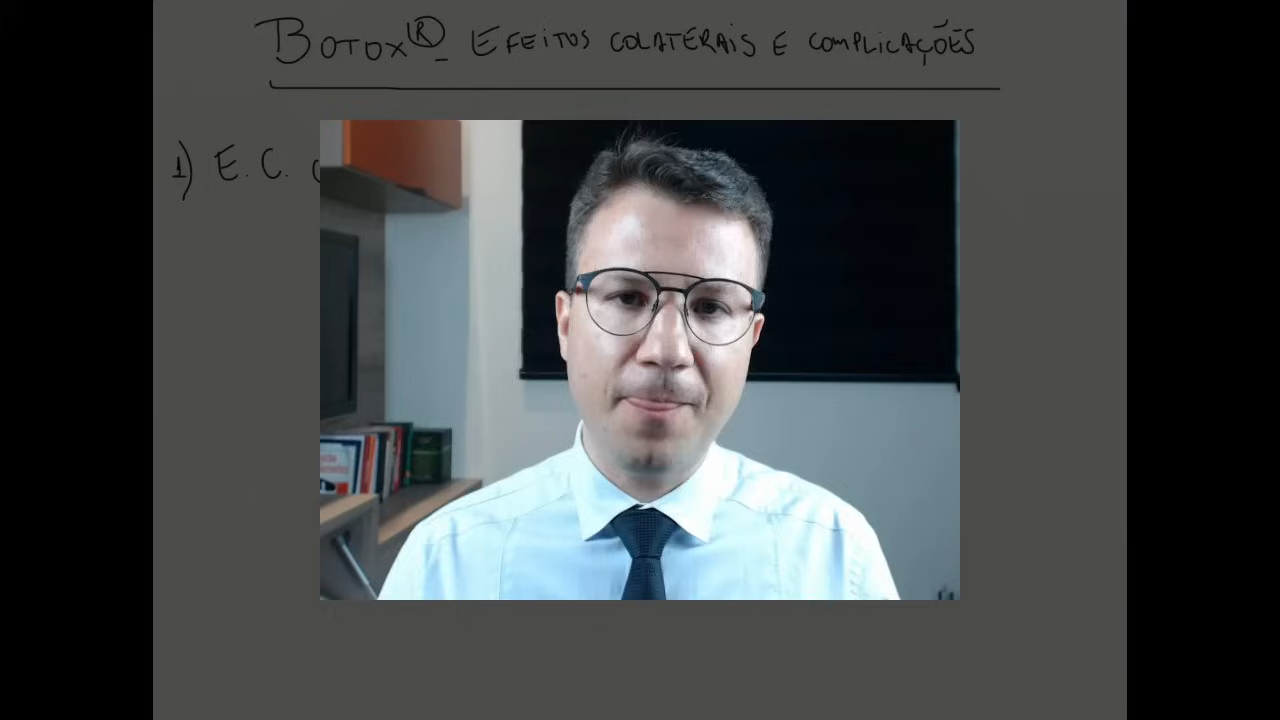 BOTOX® - EFEITOS COLATERAIS E COMPLICAÇÕES
1) E. C.